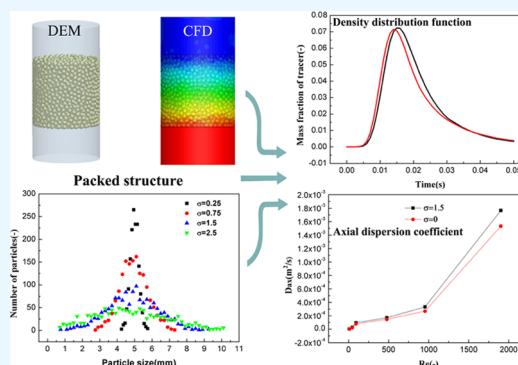 DEM
CFD
Packed structure
Number of particles
300
250
200
150
100
50
0
σ=0.25
σ=0.75
σ=1.5
σ=2.5
0 1 2 3 4 5 6 7 8 9 10 11
Particle size(mm)
Density distribution function
Mass fraction of tracer(-)
0.08
0.07
0.06
0.05
0.04
0.03
0.02
0.01
0.00
-0.01
0.00 0.01 0.02 0.03 0.04 0.05
Time(s)
Axial dispersion coefficient
Dax(m²/s)
2.0x10⁻³
1.8x10⁻³
1.6x10⁻³
1.4x10⁻³
1.2x10⁻³
1.0x10⁻³
8.0x10⁻⁴
6.0x10⁻⁴
4.0x10⁻⁴
2.0x10⁻⁴
0.0
σ=1.5
σ=0
0 500 1000 1500 2000
Re(-)